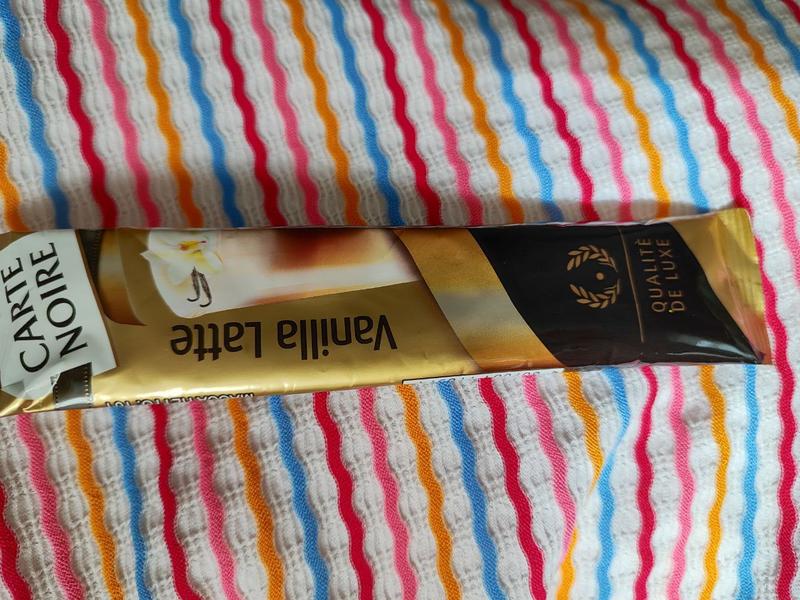 CARTE
NOIRE
Vanilla Latte
QUALITÉ
DE LUXE